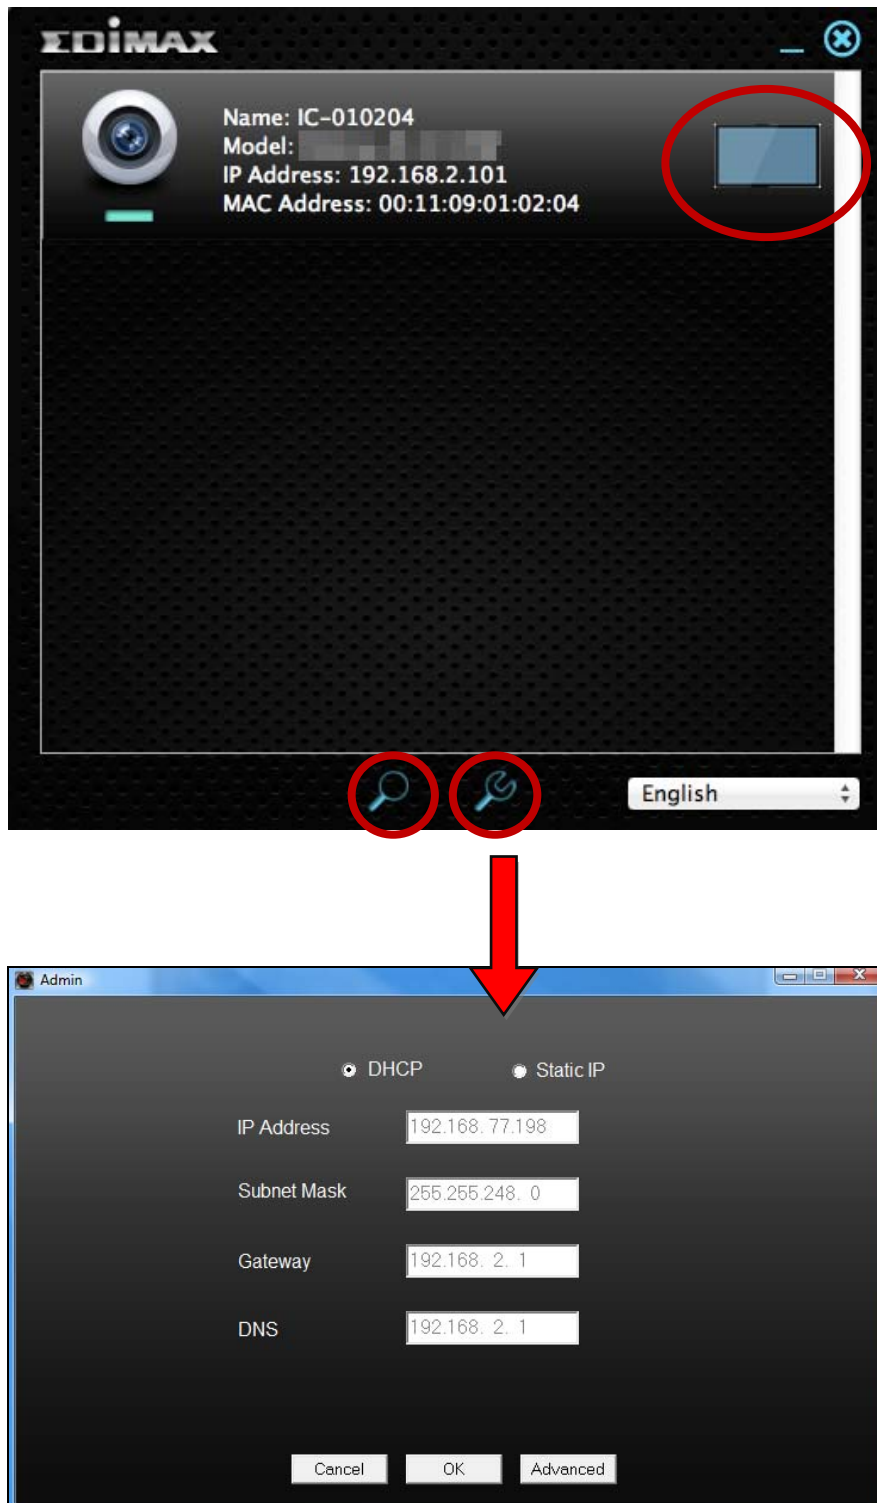 EDiMAX
Name: IC-010204
Model:
IP Address: 192.168.2.101
MAC Address: 00:11:09:01:02:04
English
Admin
DHCP Static IP
IP Address 192.168. 77.198
Subnet Mask 255.255.248. 0
Gateway 192.168. 2. 1
DNS 192.168. 2. 1
Cancel OK Advanced